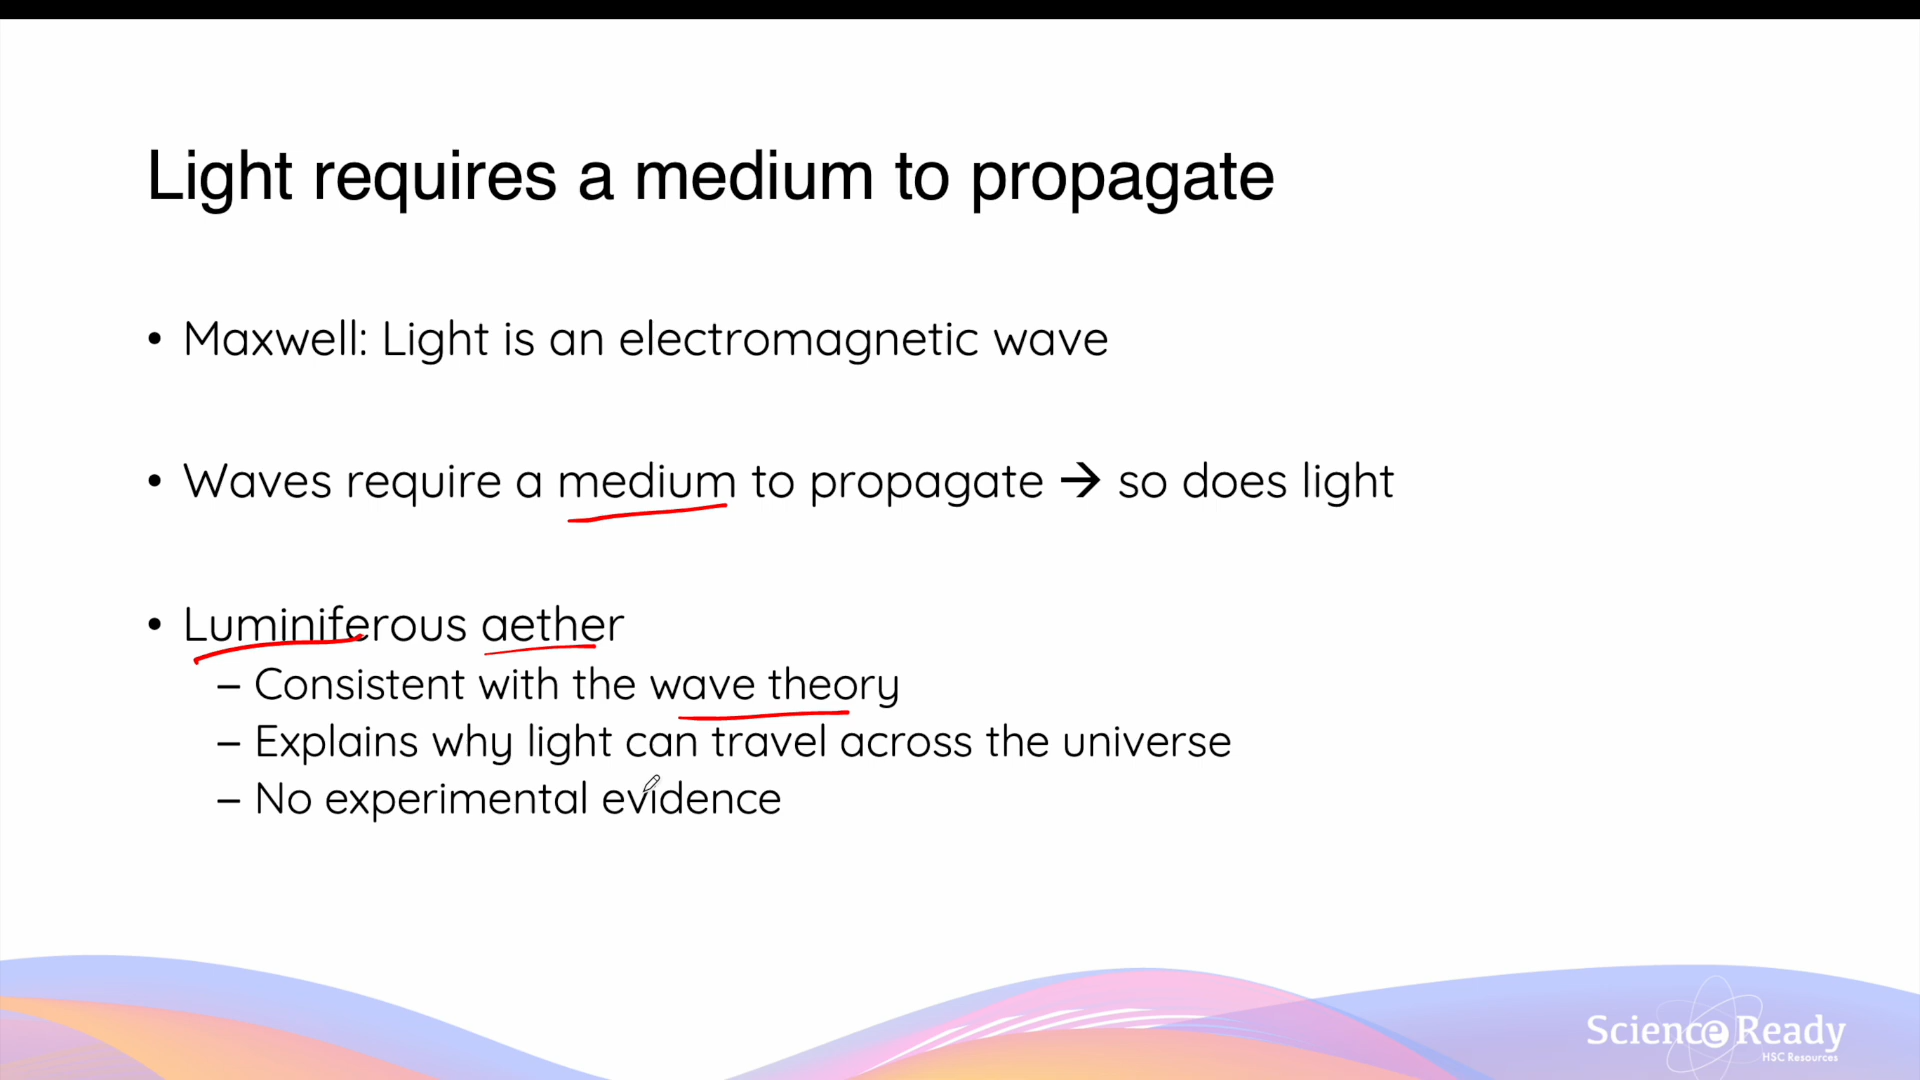 Light requires a medium to propagate
• Maxwell: Light is an electromagnetic wave
• Waves require a medium to propagate → so does light
• Luminiferous aether
– Consistent with the wave theory
– Explains why light can travel across the universe
– No experimental evidence
Science Ready
HSC Resources